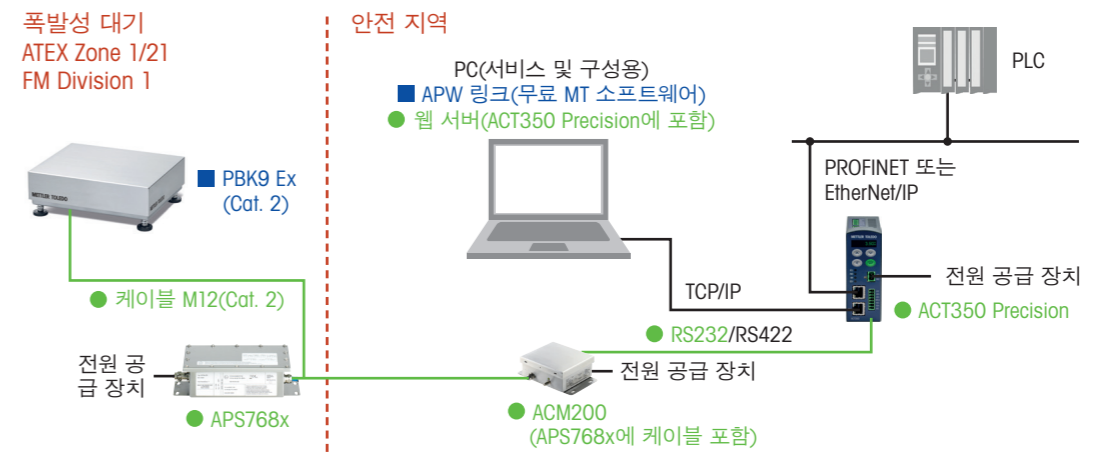 폭발성 대기
ATEX Zone 1/21
FM Division 1
안전 지역
PC(서비스 및 구성용)
■ APW 링크(무료 MT 소프트웨어)
● 웹 서버(ACT350 Precision에 포함)
PLC
PROFINET 또는
EtherNet/IP
■ PBK9 Ex
(Cat. 2)
METTLER TOLEDO
● 케이블 M12(Cat. 2)
전원 공
급 장치
● APS768x
TCP/IP
● RS232/RS422
전원 공급 장치
● ACM200
(APS768x에 케이블 포함)
METTLER TOLEDO
전원 공급 장치
● ACT350 Precision